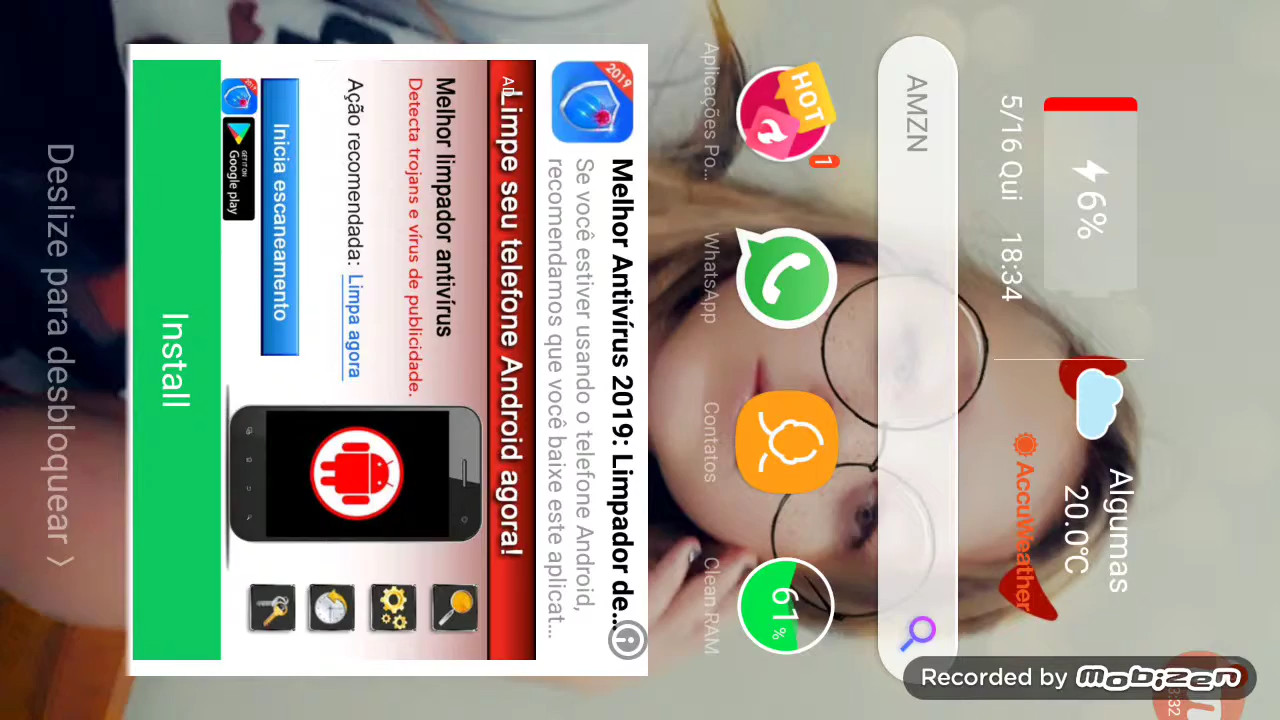 6%
5/16 Qui 18:34
Algumas
20.0°C
AccuWeather
AMZN
HOT
1
61%
Aplicações Po...
WhatsApp
Contatos
Clean RAM
2019
Melhor Antivírus 2019: Limpador de...
Se você estiver usando o telefone Android,
recomendamos que você baixe este aplicat...
AD
Limpe seu telefone Android agora!
Melhor limpador antivírus
Detecta trojans e vírus de publicidade.
Ação recomendada: Limpa agora
Inicia escaneamento
GET IT ON
Google play
Install
Deslize para desbloquear
Recorded by mobizen